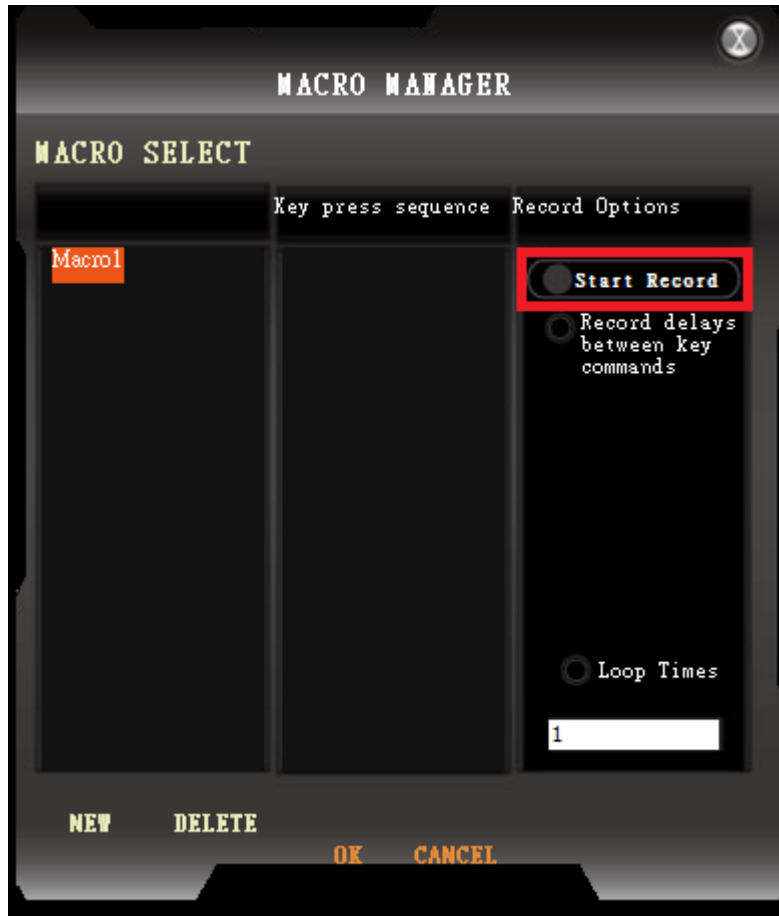 X
MACRO MANAGER
MACRO SELECT
Key press sequence
Record Options
Macro1
Start Record
Record delays
between key
commands
Loop Times
1
NEW
DELETE
OK
CANCEL